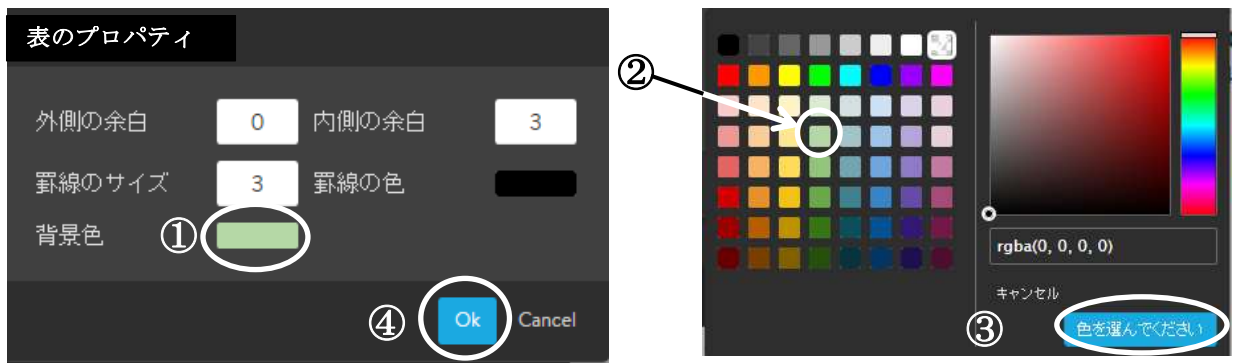 表のプロパティ
外側の余白 0 内側の余白 3
罫線のサイズ 3 罫線の色
背景色 ①
④ Ok Cancel
②
rgba(0, 0, 0, 0)
キャンセル
③ 色を選んでください